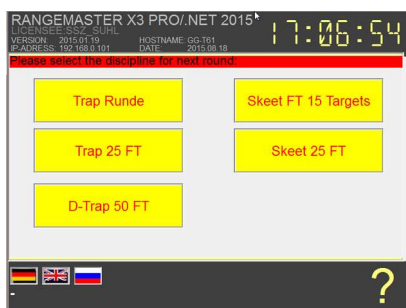 RANGEMASTER X3 PRO/.NET 2015
LICENSEE:SSZ_SUHL
VERSION: 2015.01.19 HOSTNAME: GG-T61
IP-ADRESS: 192.168.0.101 DATE: 2015.08.18
17:06:54
Please select the discipline for next round:
Trap Runde
Skeet FT 15 Targets
Trap 25 FT
Skeet 25 FT
D-Trap 50 FT
-
?